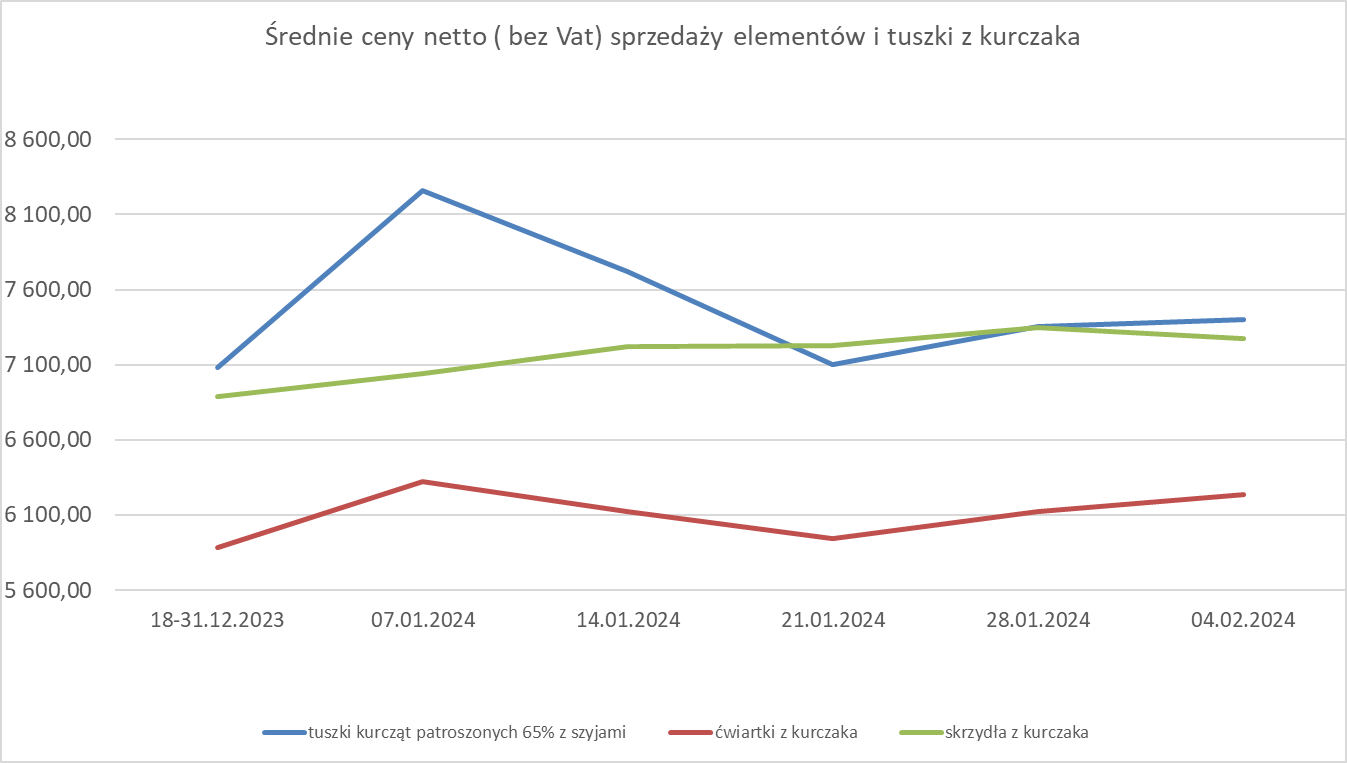 Średnie ceny netto ( bez Vat) sprzedaży elementów i tuszki z kurczaka
8 600,00
8 100,00
7 600,00
7 100,00
6 600,00
6 100,00
5 600,00
18-31.12.2023 07.01.2024 14.01.2024 21.01.2024 28.01.2024 04.02.2024
tuszki kurcząt patroszonych 65% z szyjami ćwiartki z kurczaka skrzydła z kurczaka